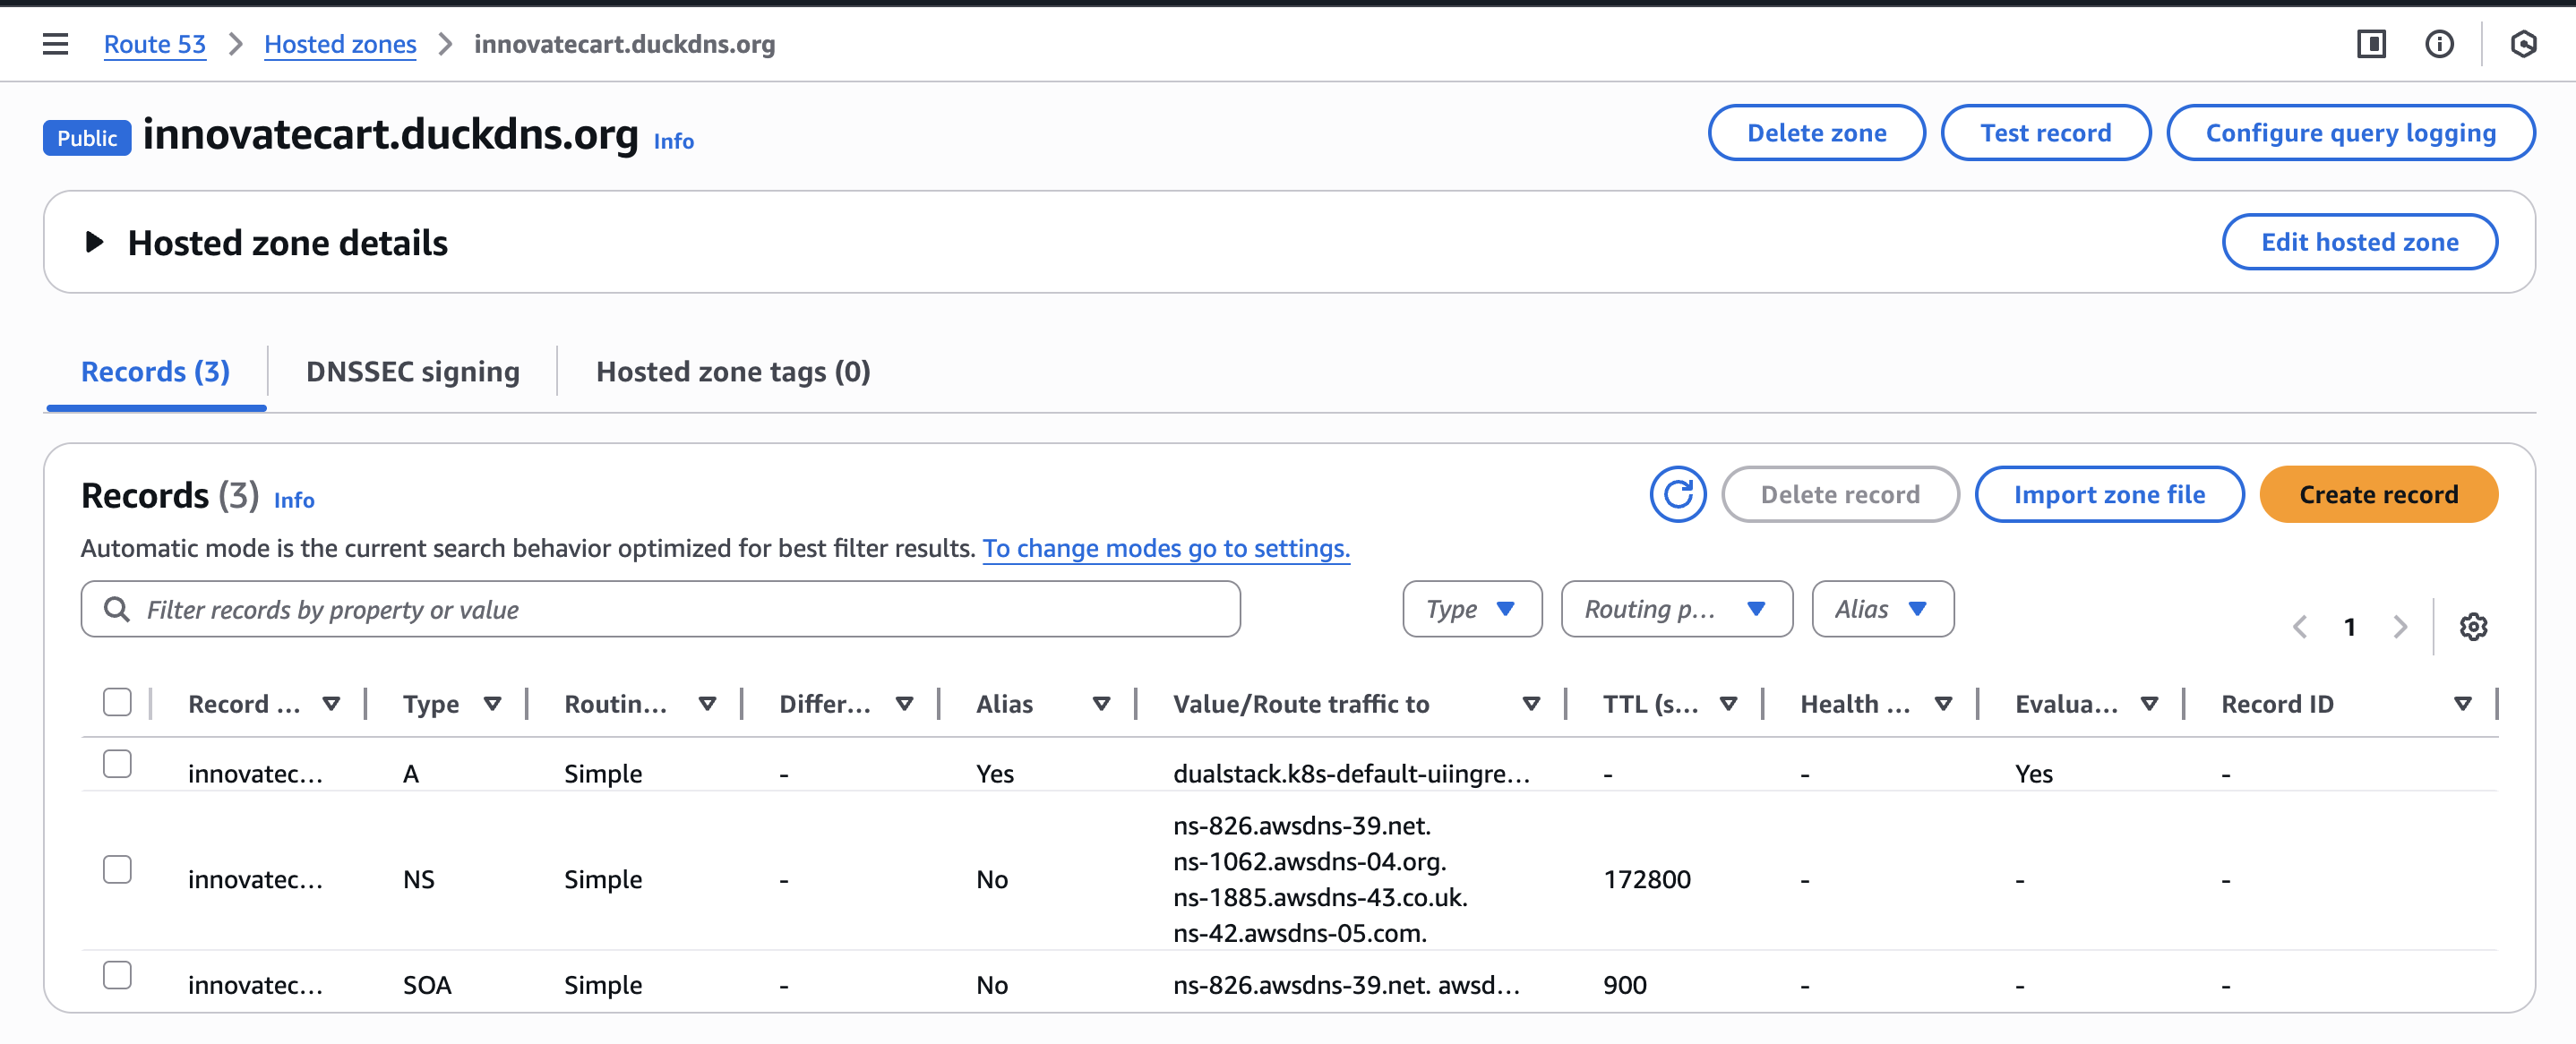 Route 53 > Hosted zones > innovatecart.duckdns.org
Public innovatecart.duckdns.org Info
Delete zone Test record Configure query logging
Hosted zone details
Edit hosted zone
Records (3) DNSSEC signing Hosted zone tags (0)
Records (3) Info
Delete record Import zone file Create record
Automatic mode is the current search behavior optimized for best filter results. To change modes go to settings.
Filter records by property or value
Type Routing p... Alias
1
Record ... Type Routin... Differ... Alias Value/Route traffic to TTL (s... Health ... Evalua... Record ID
innovatec... A Simple - Yes dualstack.k8s-default-uiingre... - - Yes -
ns-826.awsdns-39.net.
ns-1062.awsdns-04.org.
innovatec... NS Simple - No ns-1885.awsdns-43.co.uk. 172800 - - -
ns-42.awsdns-05.com.
innovatec... SOA Simple - No ns-826.awsdns-39.net. awsd... 900 - - -